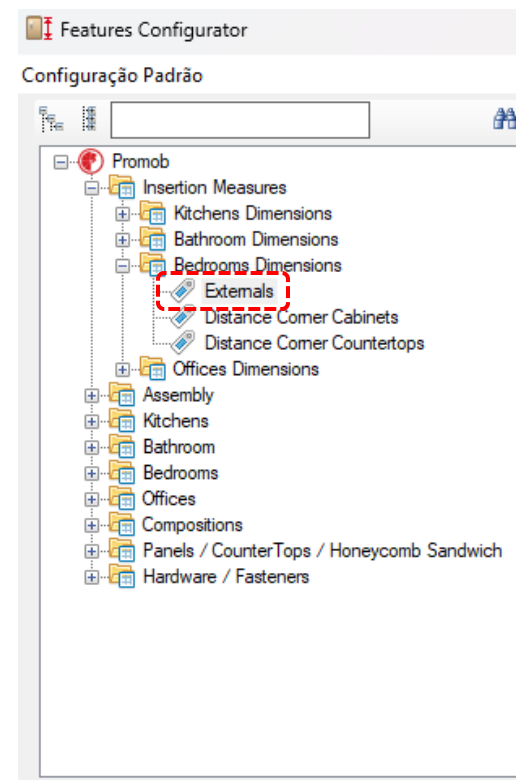 Features Configurator
Configuração Padrão
Promob
Insertion Measures
Kitchens Dimensions
Bathroom Dimensions
Bedrooms Dimensions
Externals
Distance Corner Cabinets
Distance Corner Countertops
Offices Dimensions
Assembly
Kitchens
Bathroom
Bedrooms
Offices
Compositions
Panels / CounterTops / Honeycomb Sandwich
Hardware / Fasteners